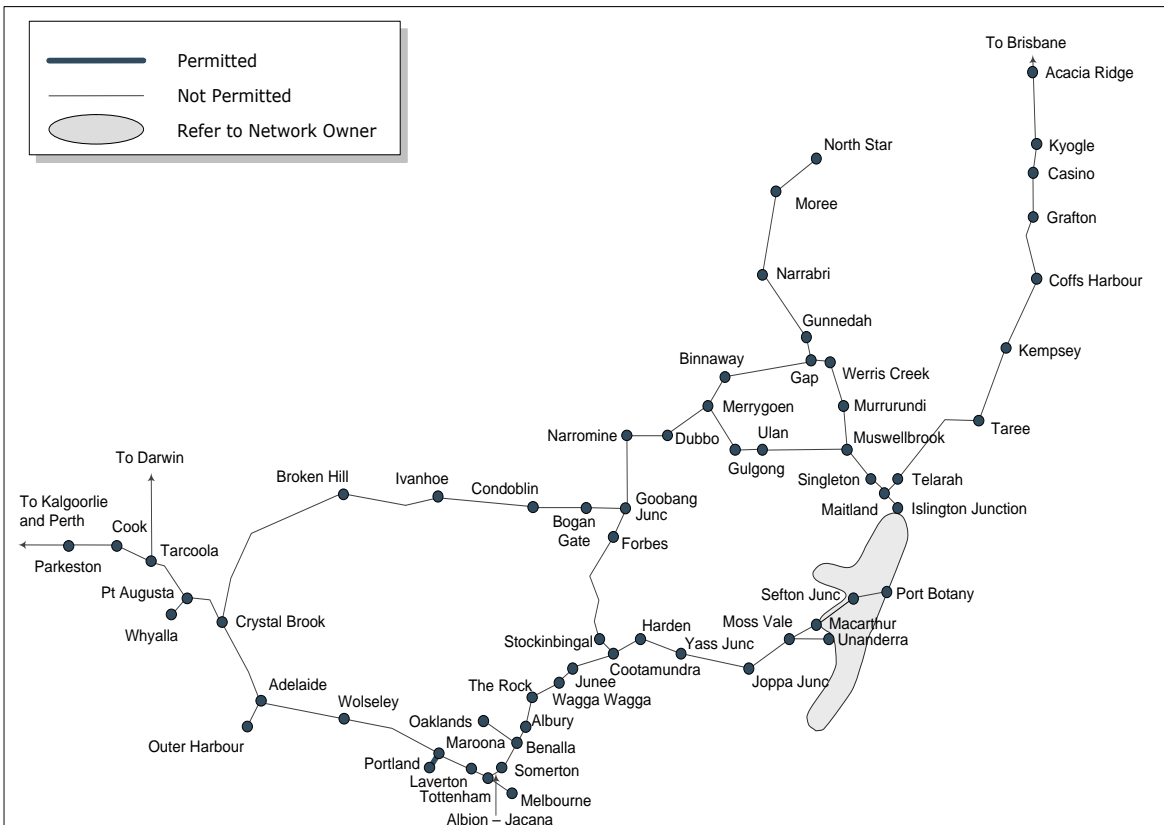 Permitted
Not Permitted
Refer to Network Owner
To Brisbane
Acacia Ridge
Kyogle
Casino
Grafton
Coffs Harbour
Kempsey
Taree
North Star
Moree
Narrabri
Gunnedah
Binnaway
Gap
Werris Creek
Merrygoen
Murrurundi
Narromine
Dubbo
Gulgong
Ulan
Muswellbrook
Singleton
Telarah
Maitland
Islington Junction
Broken Hill
Ivanhoe
Condoblin
Bogan
Gate
Goobang
Junc
Forbes
To Darwin
To Kalgoorlie
and Perth
Cook
Parkeston
Tarcoola
Pt Augusta
Whyalla
Crystal Brook
Sefton Junc
Port Botany
Moss Vale
Macarthur
Unanderra
Harden
Yass Junc
Joppa Junc
Stockinbingal
Cootamundra
Junee
Wagga Wagga
The Rock
Adelaide
Outer Harbour
Wolseley
Oaklands
Albury
Benalla
Maroona
Portland
Laverton
Somerton
Tottenham
Melbourne
Albion – Jacana